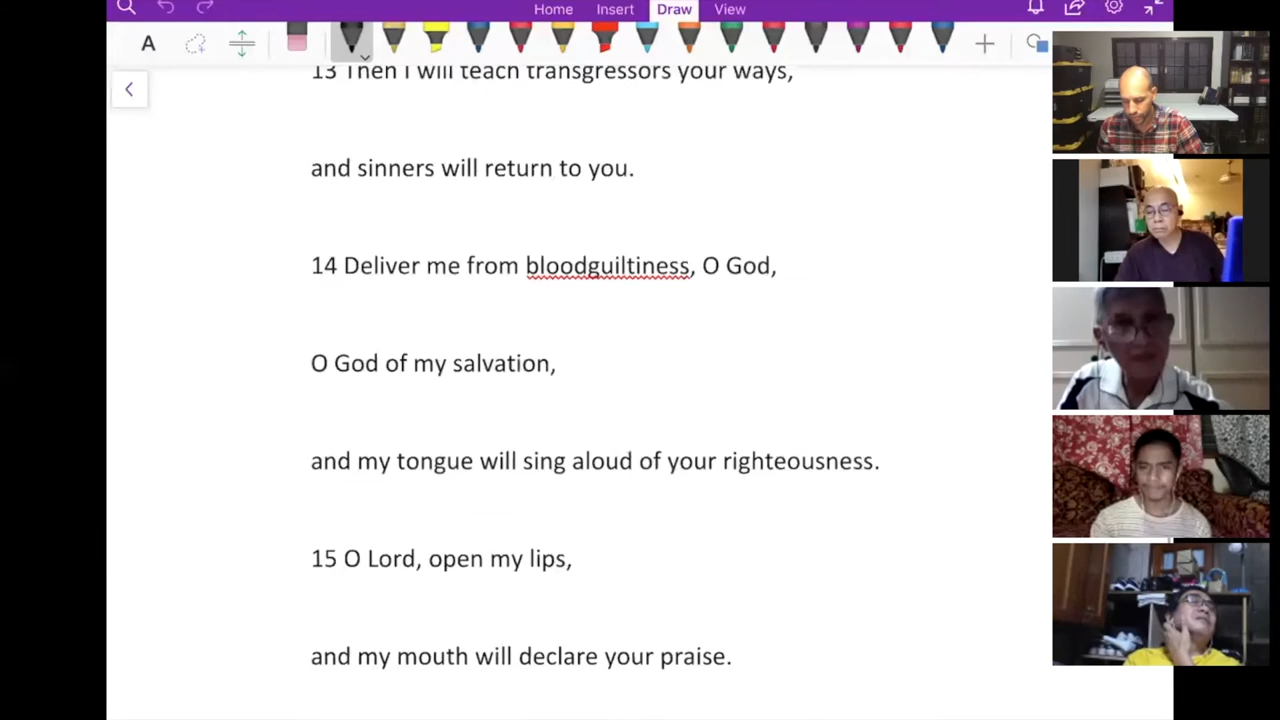 Home Insert Draw View
A
13 Then I will teach transgressors your ways,
and sinners will return to you.
14 Deliver me from bloodguiltiness, O God,
O God of my salvation,
and my tongue will sing aloud of your righteousness.
15 O Lord, open my lips,
and my mouth will declare your praise.